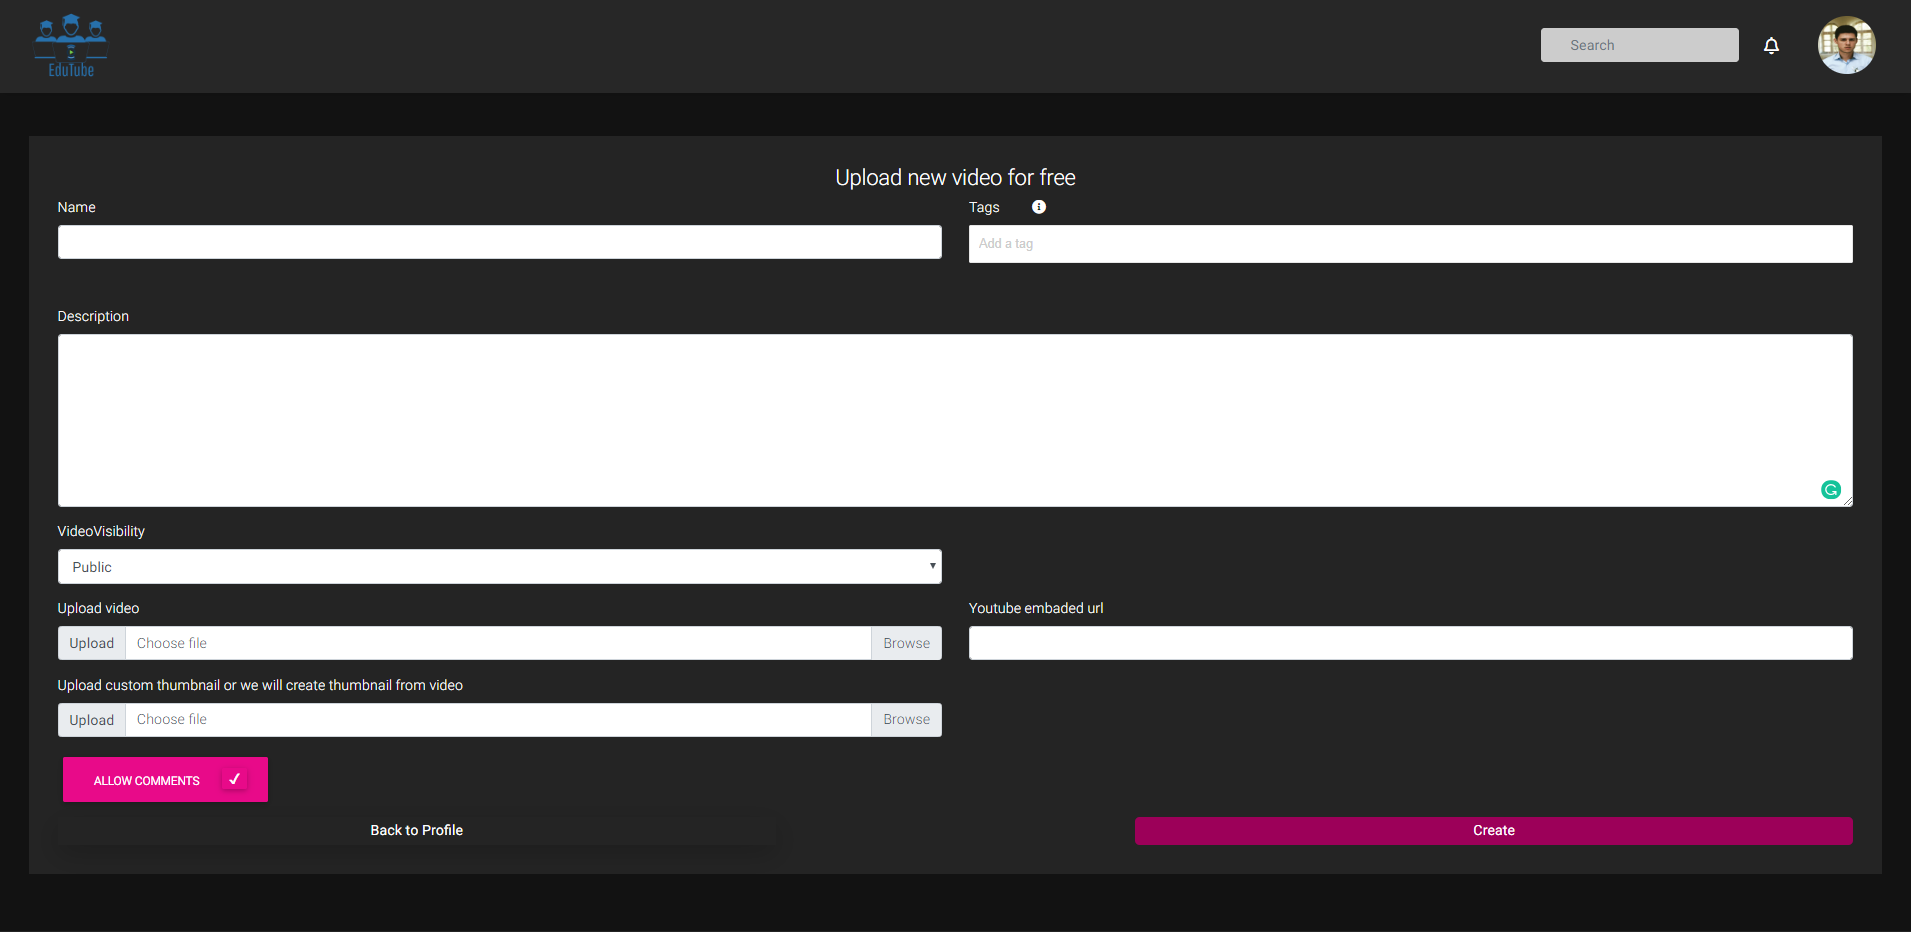 EduTube
Search
Upload new video for free
Name
Tags
Add a tag
Description
VideoVisibility
Public
Upload video
Youtube embaded url
Upload Choose file Browse
Upload custom thumbnail or we will create thumbnail from video
Upload Choose file Browse
ALLOW COMMENTS
Back to Profile
Create